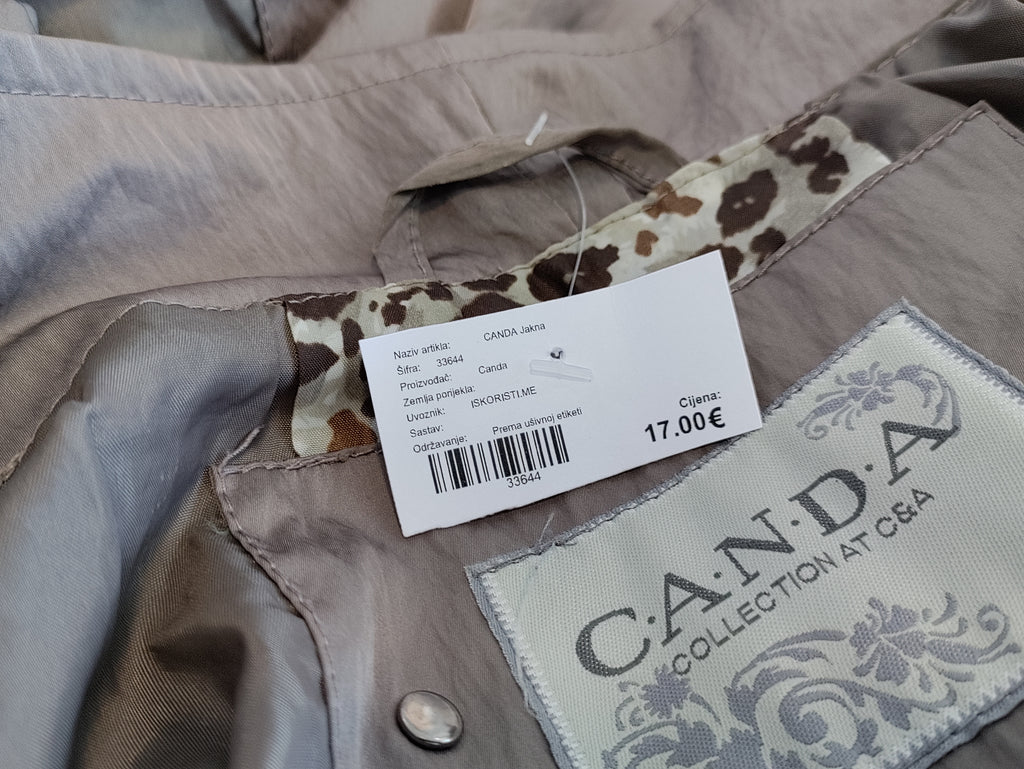 Naziv artikla: CANDA Jakna
Šifra: 33644
Proizvođač: Canda
Zemlja ponjekla:
Uvoznik: ISKORISTI.ME
Sastav:
Održavanje: Prema ušivnoj etiketi
33644
Cijena:
17.00€
C·A·N·D·A
COLLECTION AT C&A